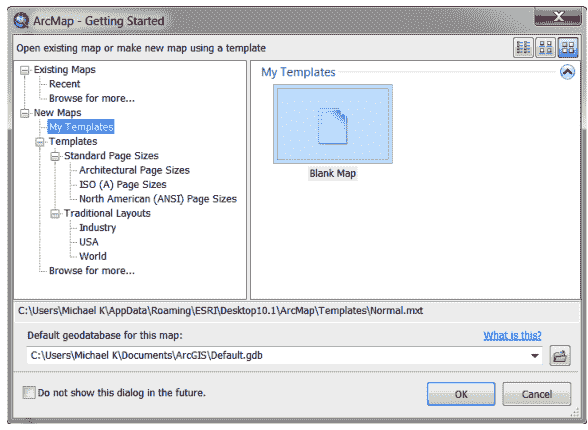 ArcMap - Getting Started
Open existing map or make new map using a template
Existing Maps
Recent
Browse for more...
New Maps
My Templates
Templates
Standard Page Sizes
Architectural Page Sizes
ISO (A) Page Sizes
North American (ANSI) Page Sizes
Traditional Layouts
Industry
USA
World
Browse for more...
My Templates
Blank Map
C:\Users\Michael K\AppData\Roaming\ESRI\Desktop10.1\ArcMap\Templates\Normal.mxt
Default geodatabase for this map:
What is this?
C:\Users\Michael K\Documents\ArcGIS\Default.gdb
Do not show this dialog in the future.
OK
Cancel